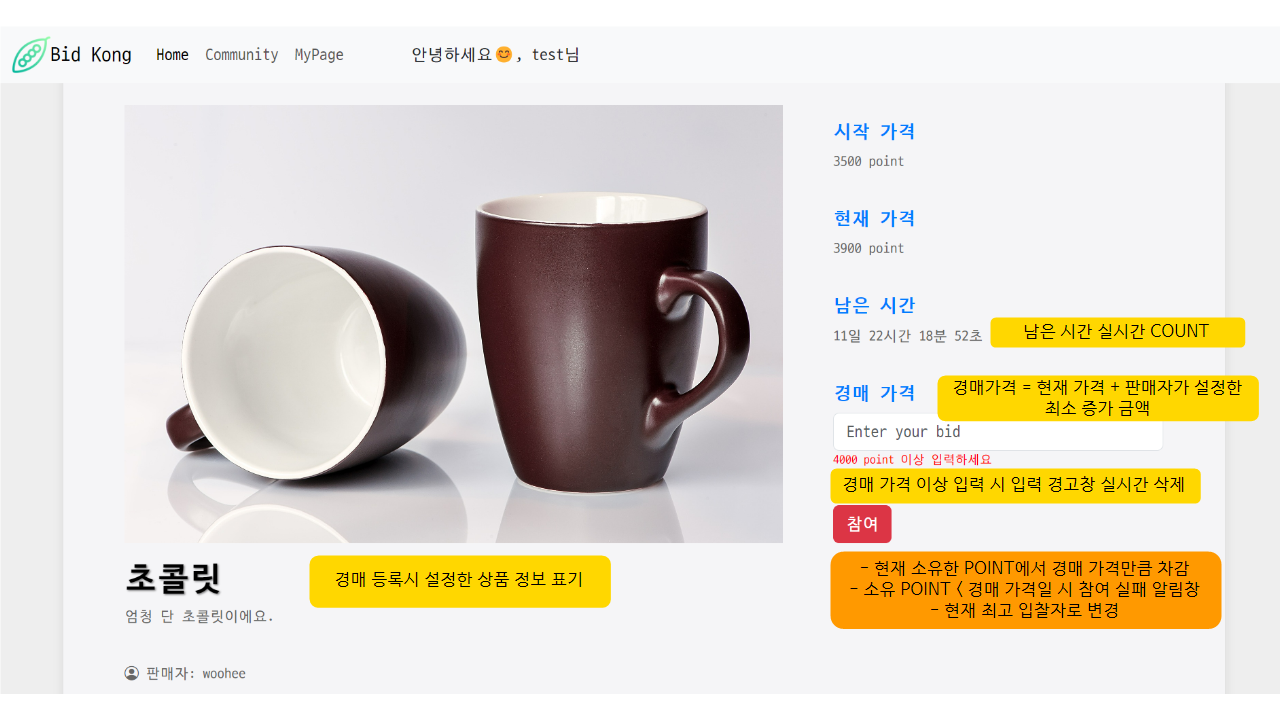 Bid Kong Home Community MyPage 안녕하세요😊, test님
시작 가격
3500 point
현재 가격
3900 point
남은 시간
11일 22시간 18분 52초
남은 시간 실시간 COUNT
경매 가격
경매가격 = 현재 가격 + 판매자가 설정한
최소 증가 금액
Enter your bid
4000 point 이상 입력하세요
경매 가격 이상 입력 시 입력 경고창 실시간 삭제
참여
- 현재 소유한 POINT에서 경매 가격만큼 차감
- 소유 POINT < 경매 가격일 시 참여 실패 알림창
- 현재 최고 입찰자로 변경
초콜릿
경매 등록시 설정한 상품 정보 표기
엄청 단 초콜릿이에요.
판매자: woohee